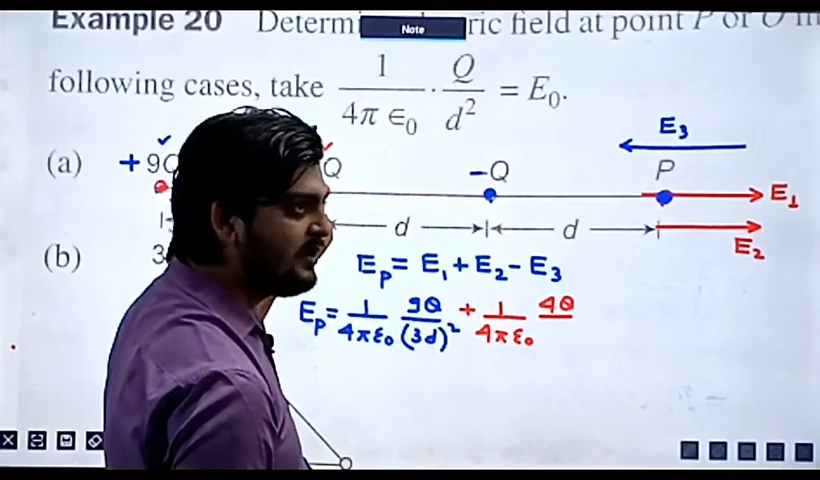 Example 20 Determi Note ric field at point P or O in
following cases, take 1/4π ∈0 · Q/d² = E0.
E3
(a) +9Q Q −Q P E1
d d E2
(b) 3 Ep = E1 + E2 − E3
Ep = 1/4πε0 9Q/(3d)² + 1/4πε0 4Q